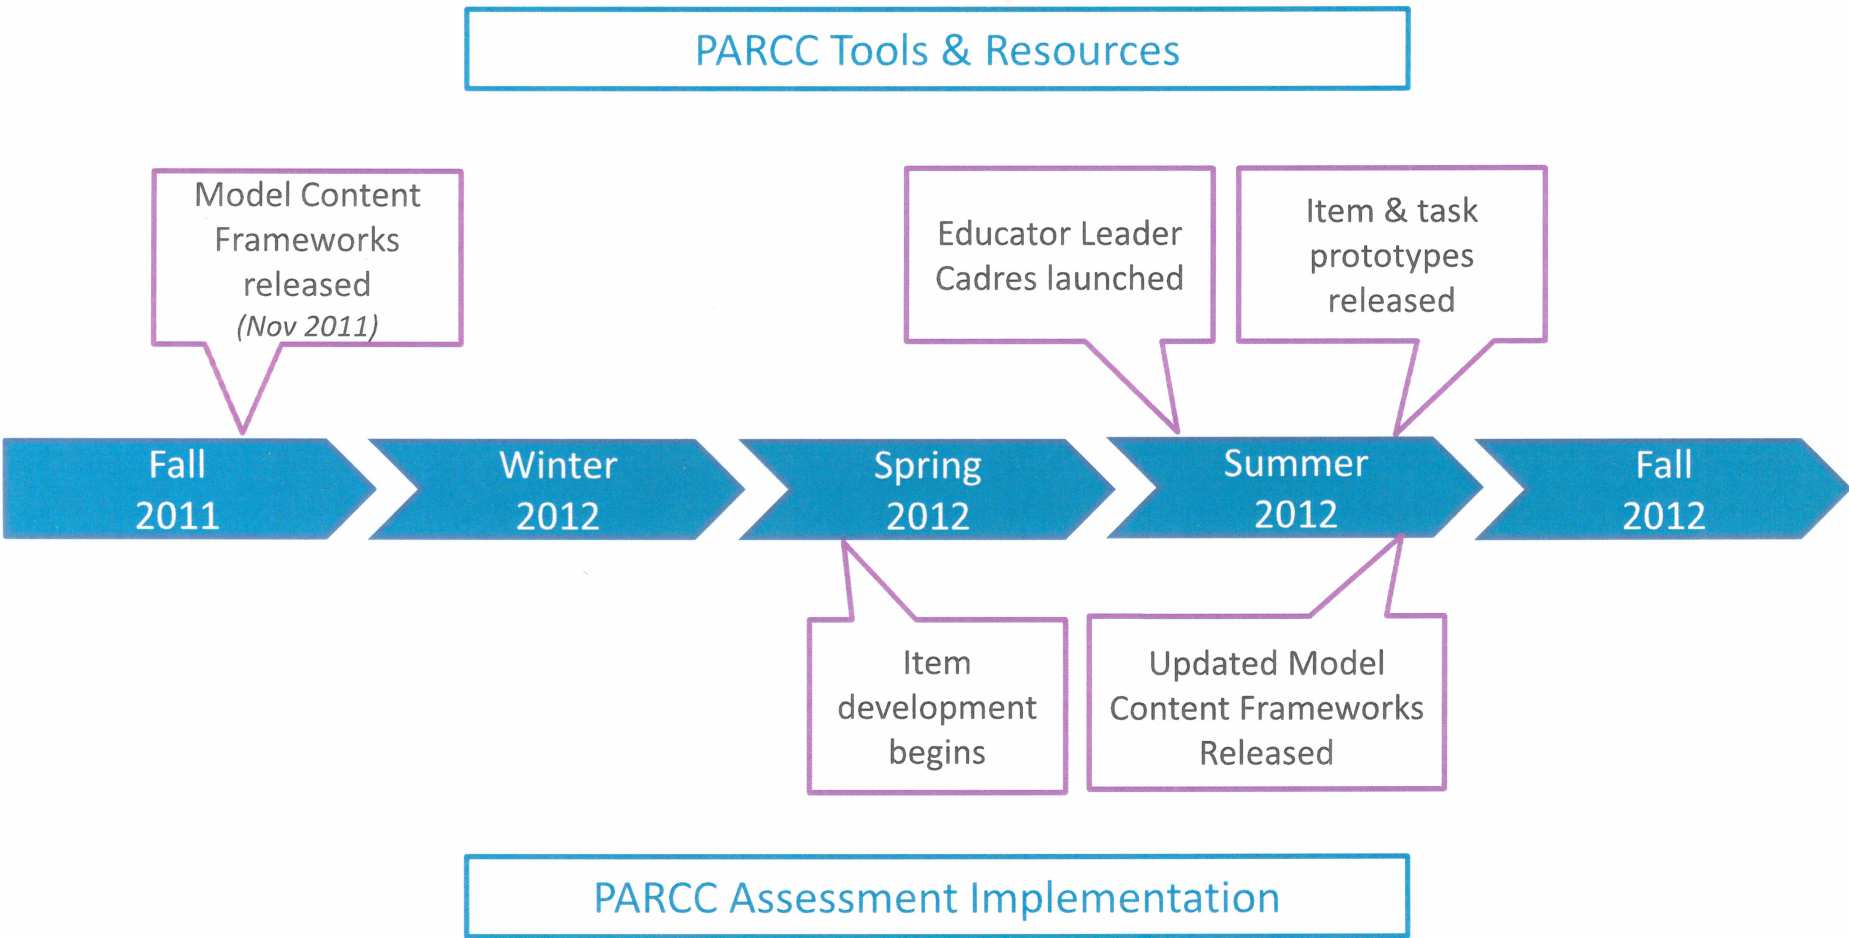 PARCC Tools & Resources
Model Content
Frameworks
released
(Nov 2011)
Educator Leader
Cadres launched
Item & task
prototypes
released
Fall
2011
Winter
2012
Spring
2012
Summer
2012
Fall
2012
Item
development
begins
Updated Model
Content Frameworks
Released
PARCC Assessment Implementation